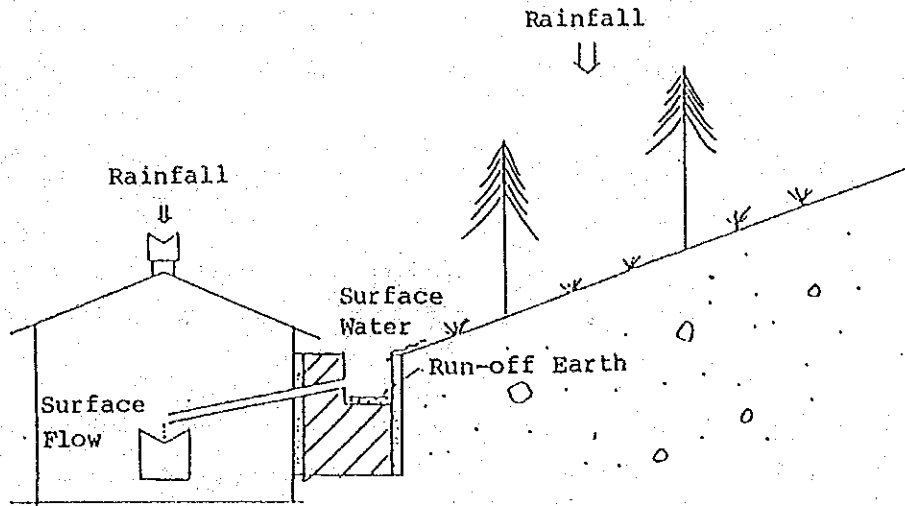 Rainfall
Rainfall
Surface
Water
Run-off Earth
Surface
Flow